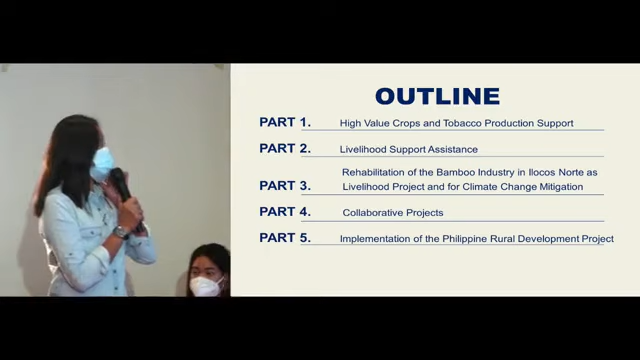 OUTLINE
PART 1. High Value Crops and Tobacco Production Support
PART 2. Livelihood Support Assistance
Rehabilitation of the Bamboo Industry in Ilocos Norte as
PART 3. Livelihood Project and for Climate Change Mitigation
PART 4. Collaborative Projects
PART 5. Implementation of the Philippine Rural Development Project